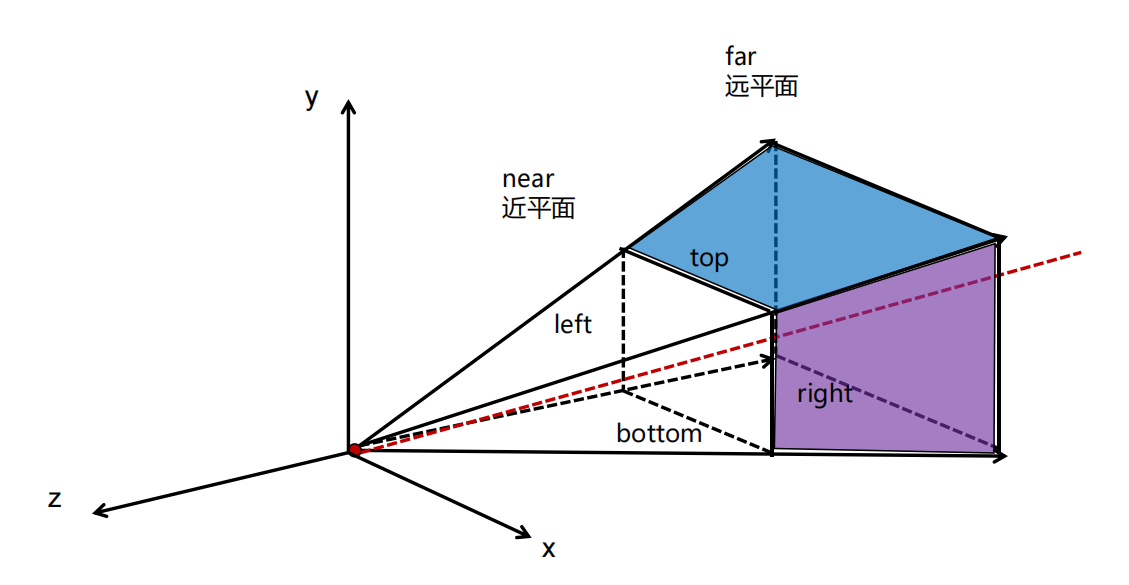 far
远平面
y
near
近平面
top
left
right
bottom
z
x